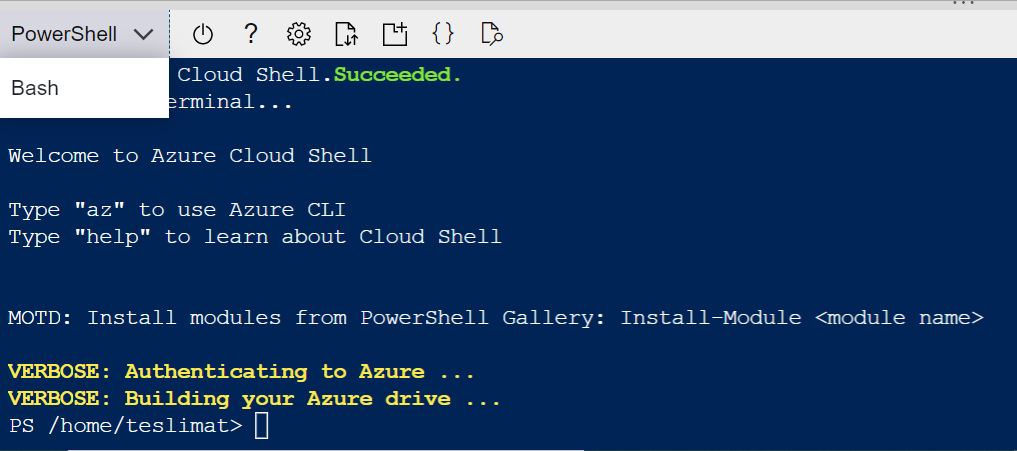 PowerShell
Bash
Cloud Shell.Succeeded.
erminal...
Welcome to Azure Cloud Shell
Type "az" to use Azure CLI
Type "help" to learn about Cloud Shell
MOTD: Install modules from PowerShell Gallery: Install-Module <module name>
VERBOSE: Authenticating to Azure ...
VERBOSE: Building your Azure drive ...
PS /home/teslimat>